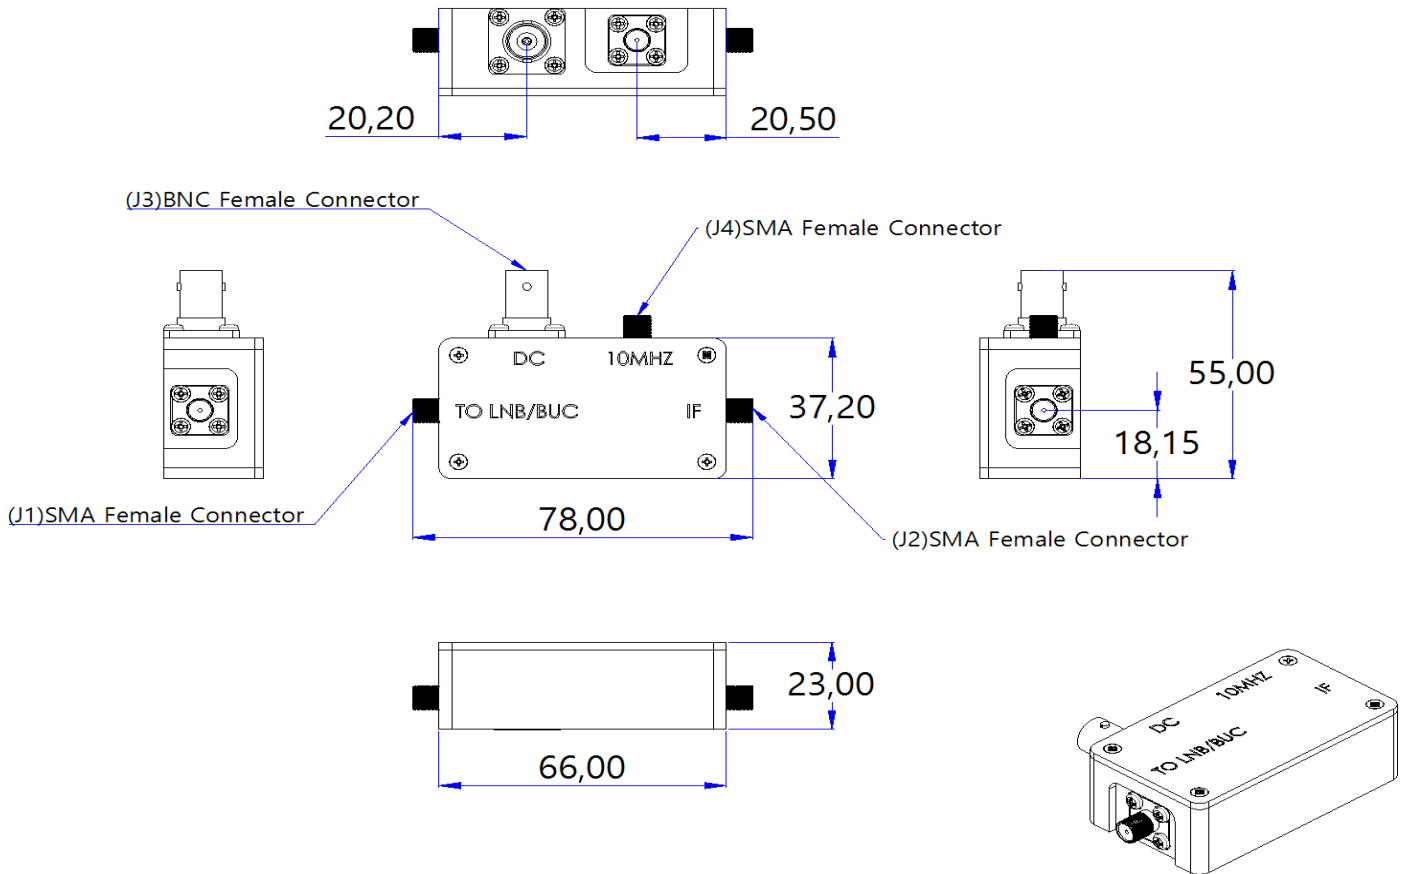 20,20
20,50
(J3)BNC Female Connector
(J4)SMA Female Connector
DC
10MHZ
TO LNB/BUC
IF
37,20
55,00
18,15
(J1)SMA Female Connector
78,00
(J2)SMA Female Connector
23,00
66,00
10MHZ
IF
DC
TO LNB/BUC